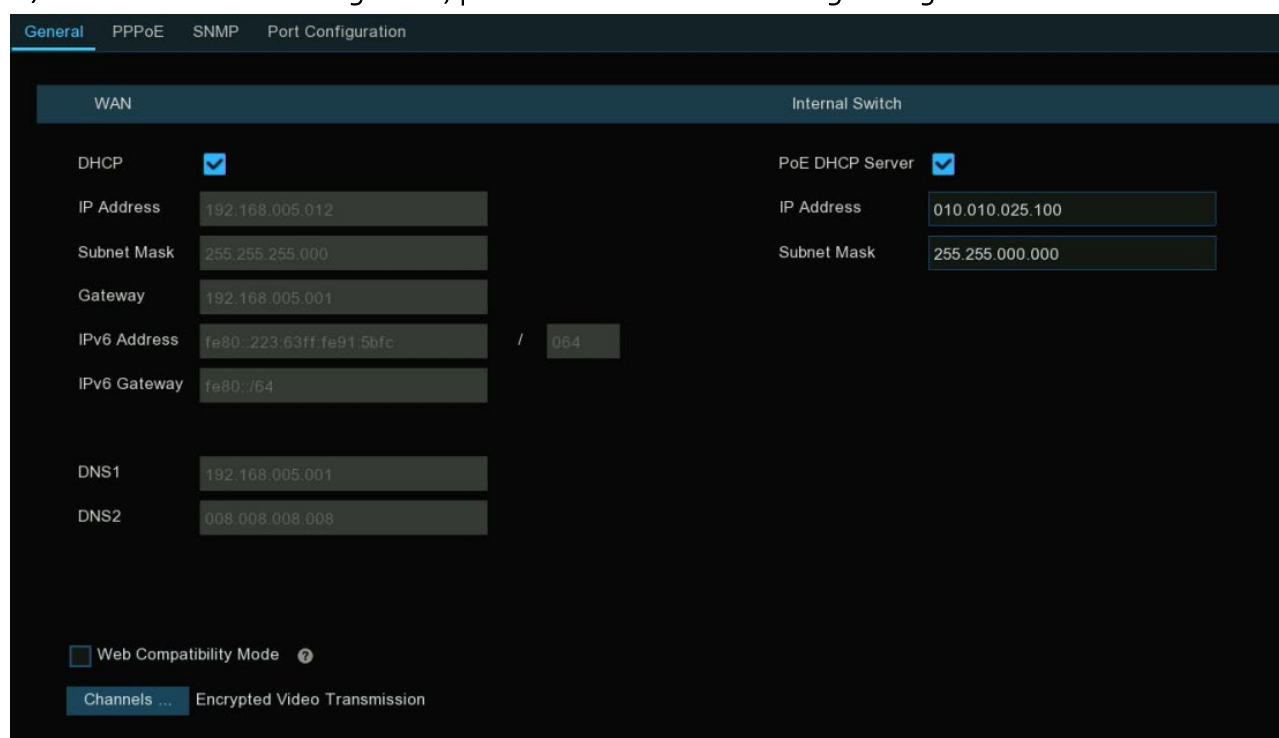 General PPPoE SNMP Port Configuration
WAN Internal Switch
DHCP PoE DHCP Server
IP Address 192.168.005.012 IP Address 010.010.025.100
Subnet Mask 255.255.255.000 Subnet Mask 255.255.000.000
Gateway 192.168.005.001
IPv6 Address fe80::223:63ff:fe91:5bfc / 064
IPv6 Gateway fe80::/64
DNS1 192.168.005.001
DNS2 008.008.008.008
Web Compatibility Mode ?
Channels ... Encrypted Video Transmission